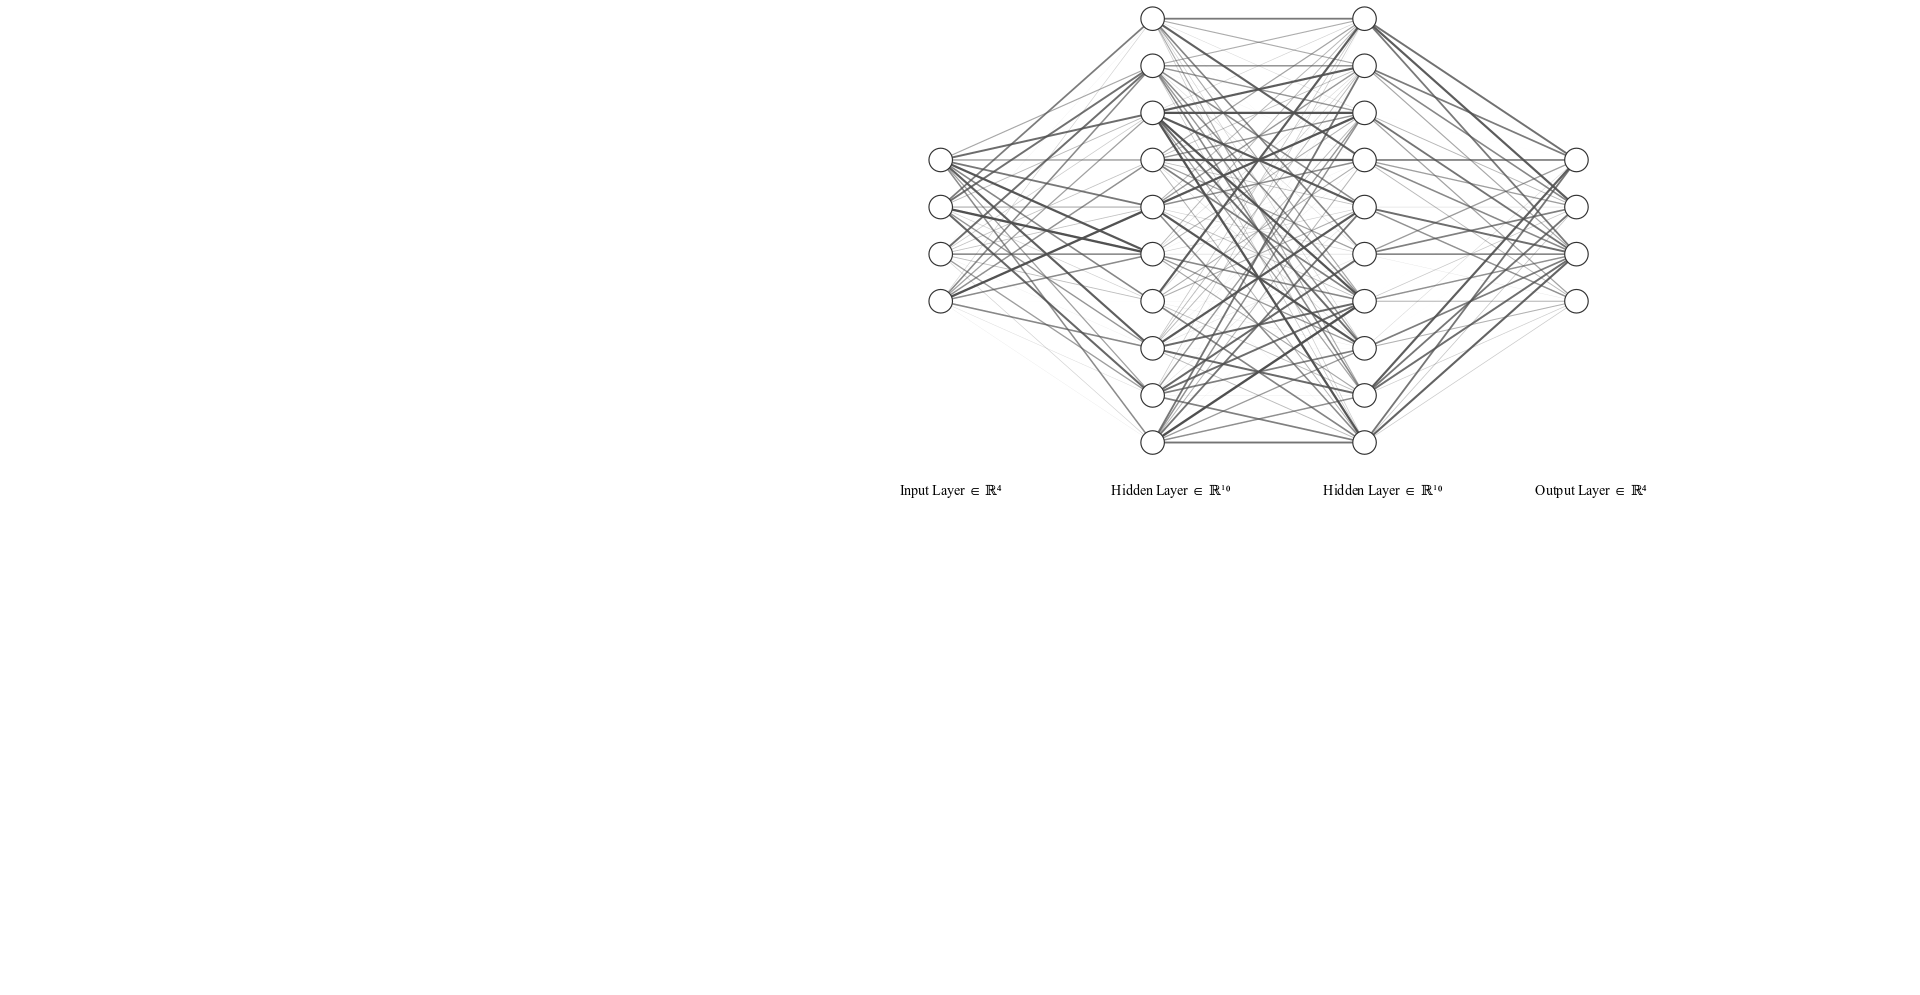 Input Layer ∈ ℝ⁴
Hidden Layer ∈ ℝ¹⁰
Hidden Layer ∈ ℝ¹⁰
Output Layer ∈ ℝ⁴